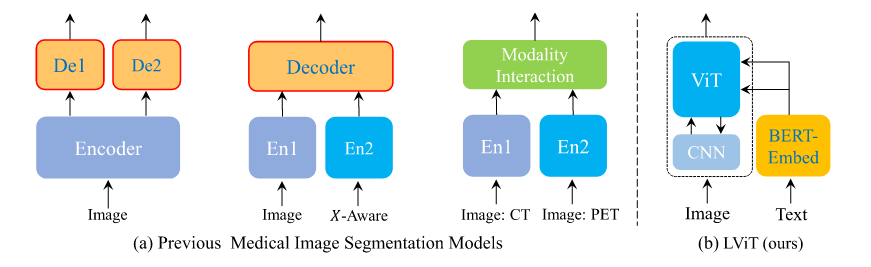 De1
De2
Encoder
Image
Decoder
En1
En2
Image
X-Aware
Modality
Interaction
En1
En2
Image: CT
Image: PET
(a) Previous Medical Image Segmentation Models
ViT
CNN
BERT-
Embed
Image
Text
(b) LViT (ours)